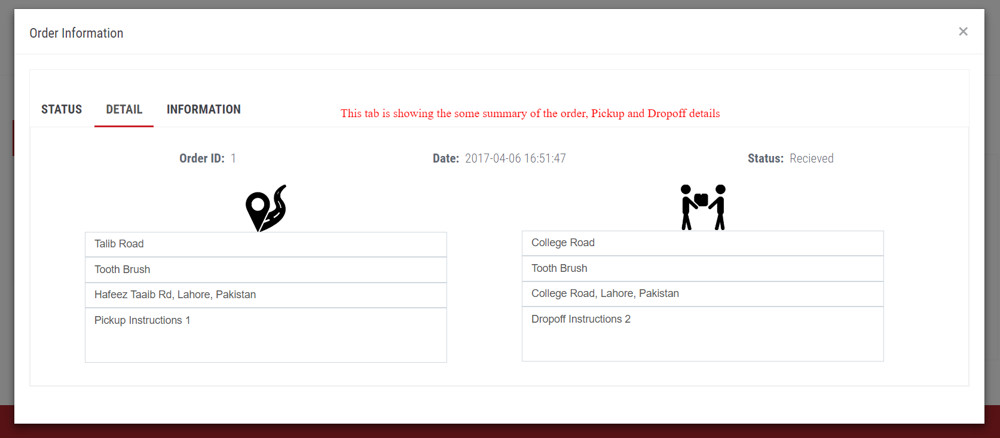 Order Information
×
STATUS DETAIL INFORMATION
This tab is showing the some summary of the order, Pickup and Dropoff details
Order ID: 1 Date: 2017-04-06 16:51:47 Status: Recieved
Talib Road
Tooth Brush
Hafeez Taaib Rd, Lahore, Pakistan
Pickup Instructions 1
College Road
Tooth Brush
College Road, Lahore, Pakistan
Dropoff Instructions 2